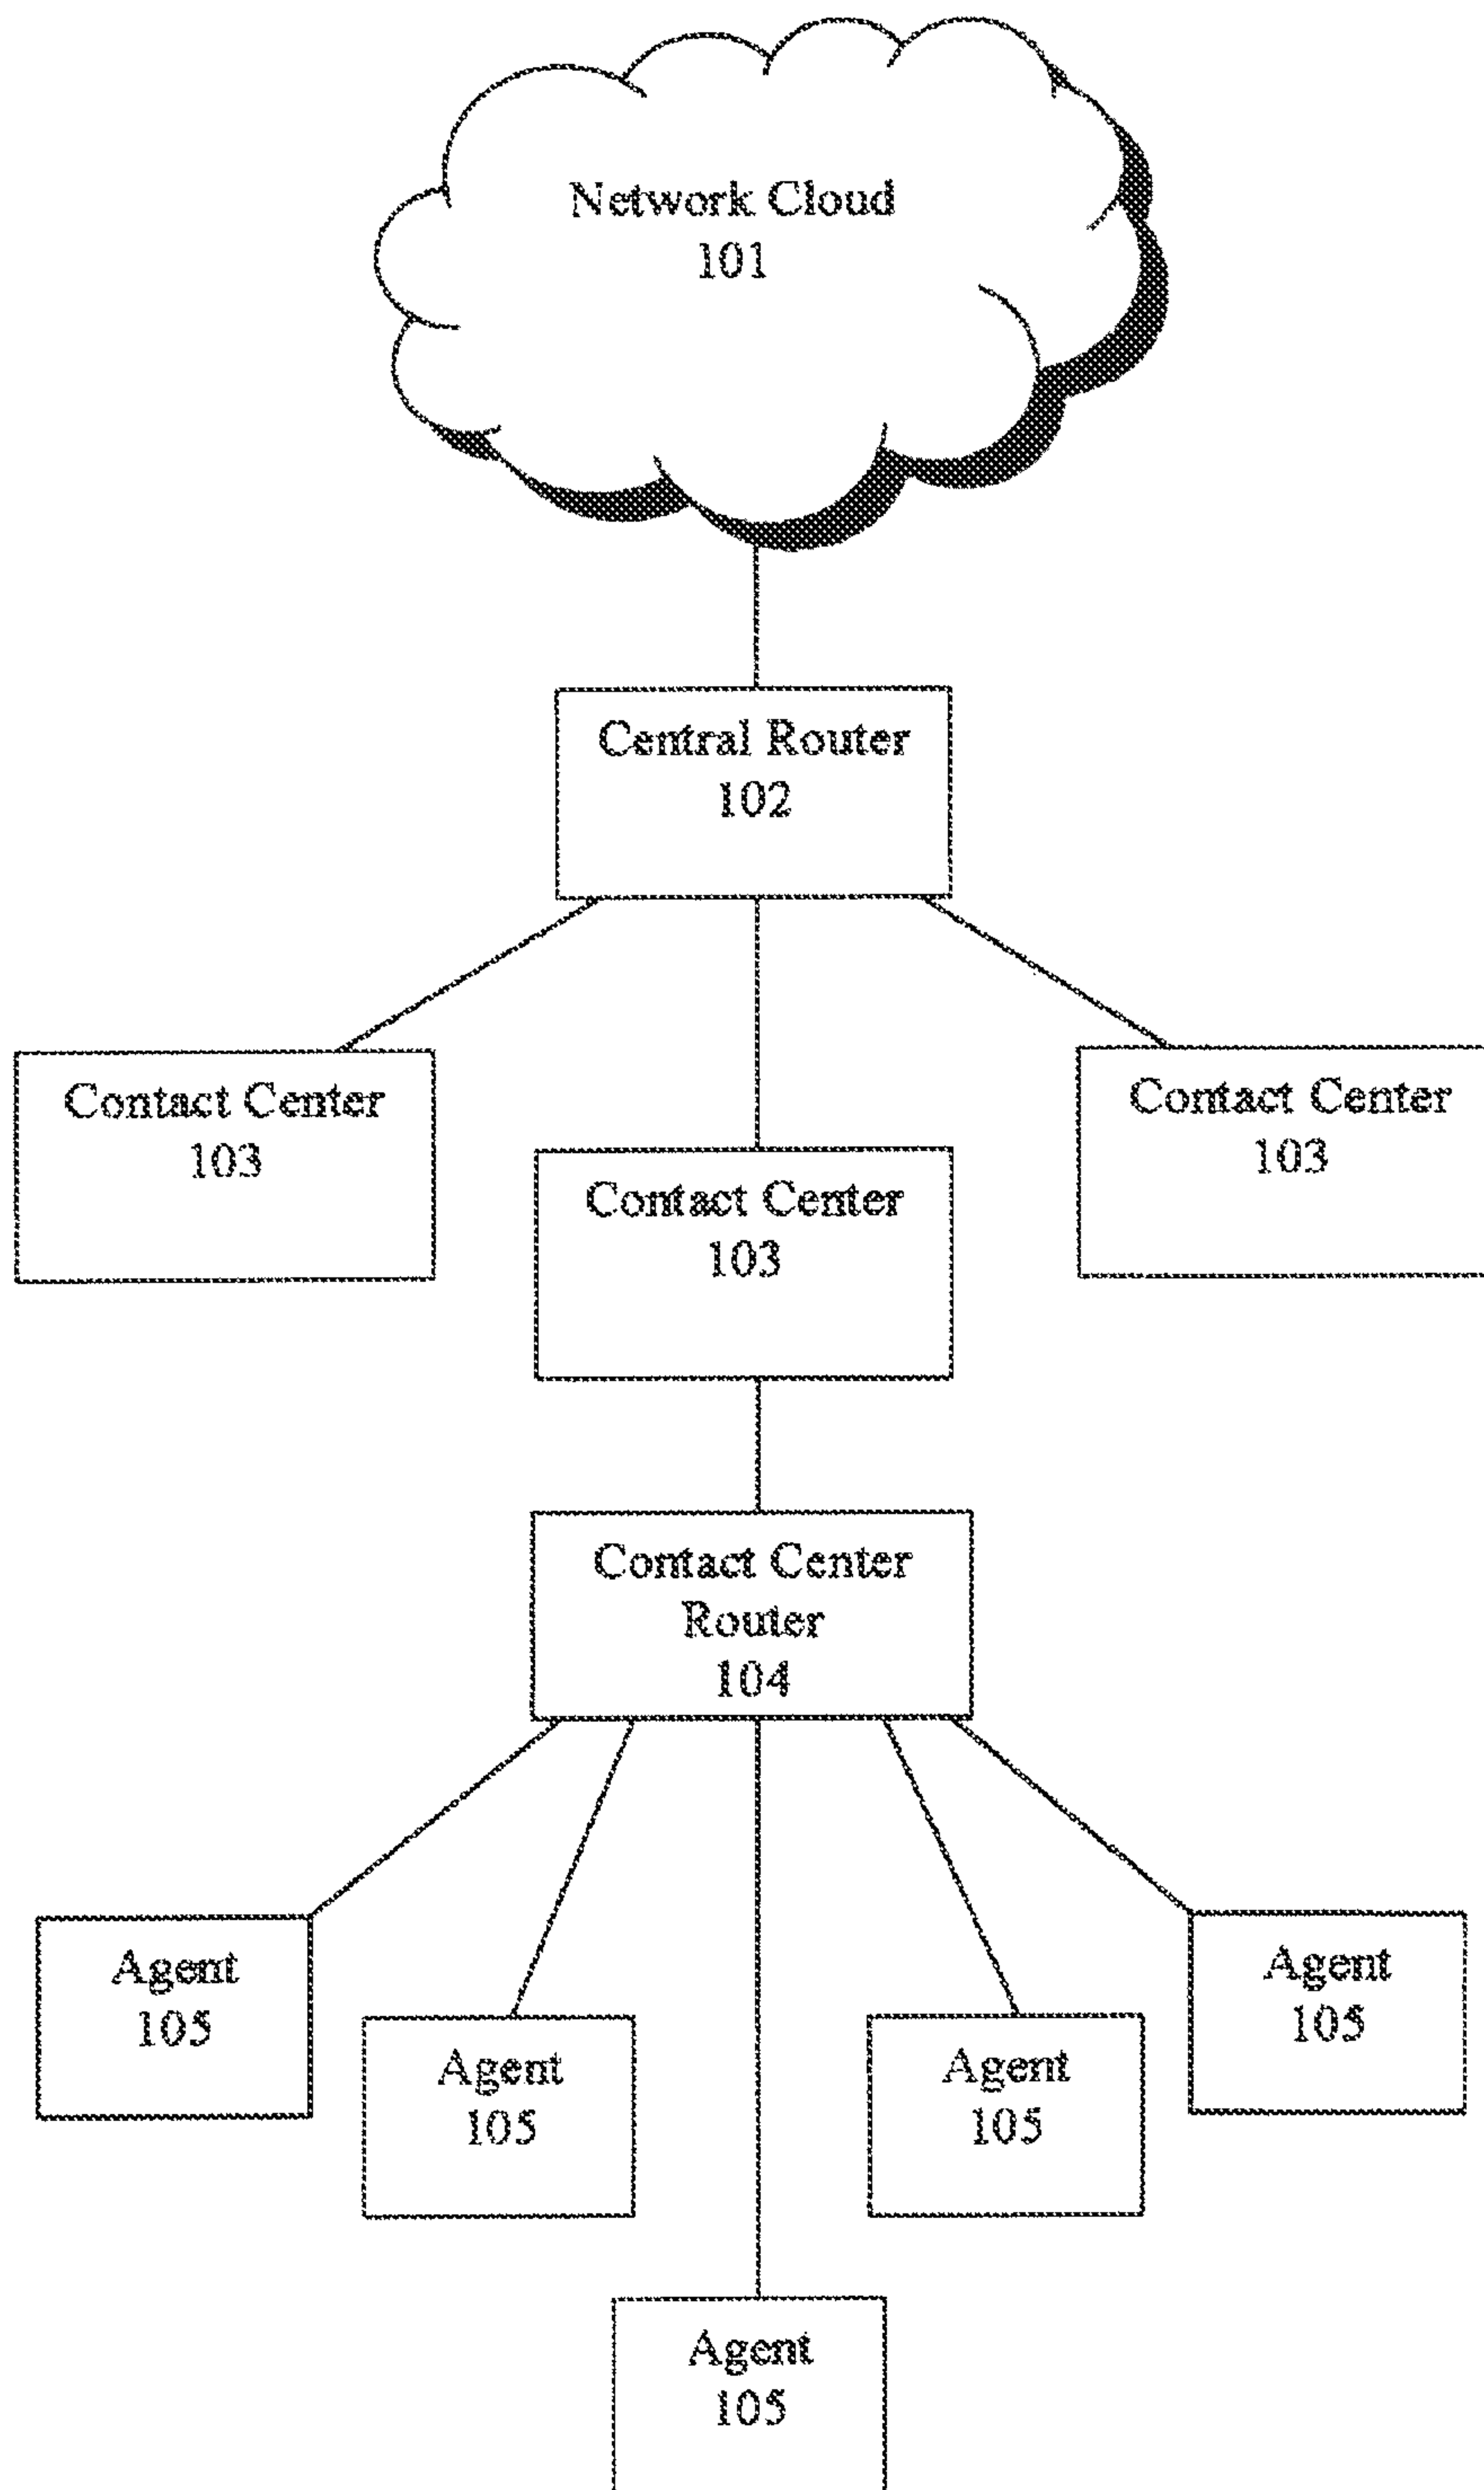 Network Cloud
101
Central Router
102
Contact Center
103
Contact Center
103
Contact Center
103
Contact Center
Router
104
Agent
105
Agent
105
Agent
105
Agent
105
Agent
105